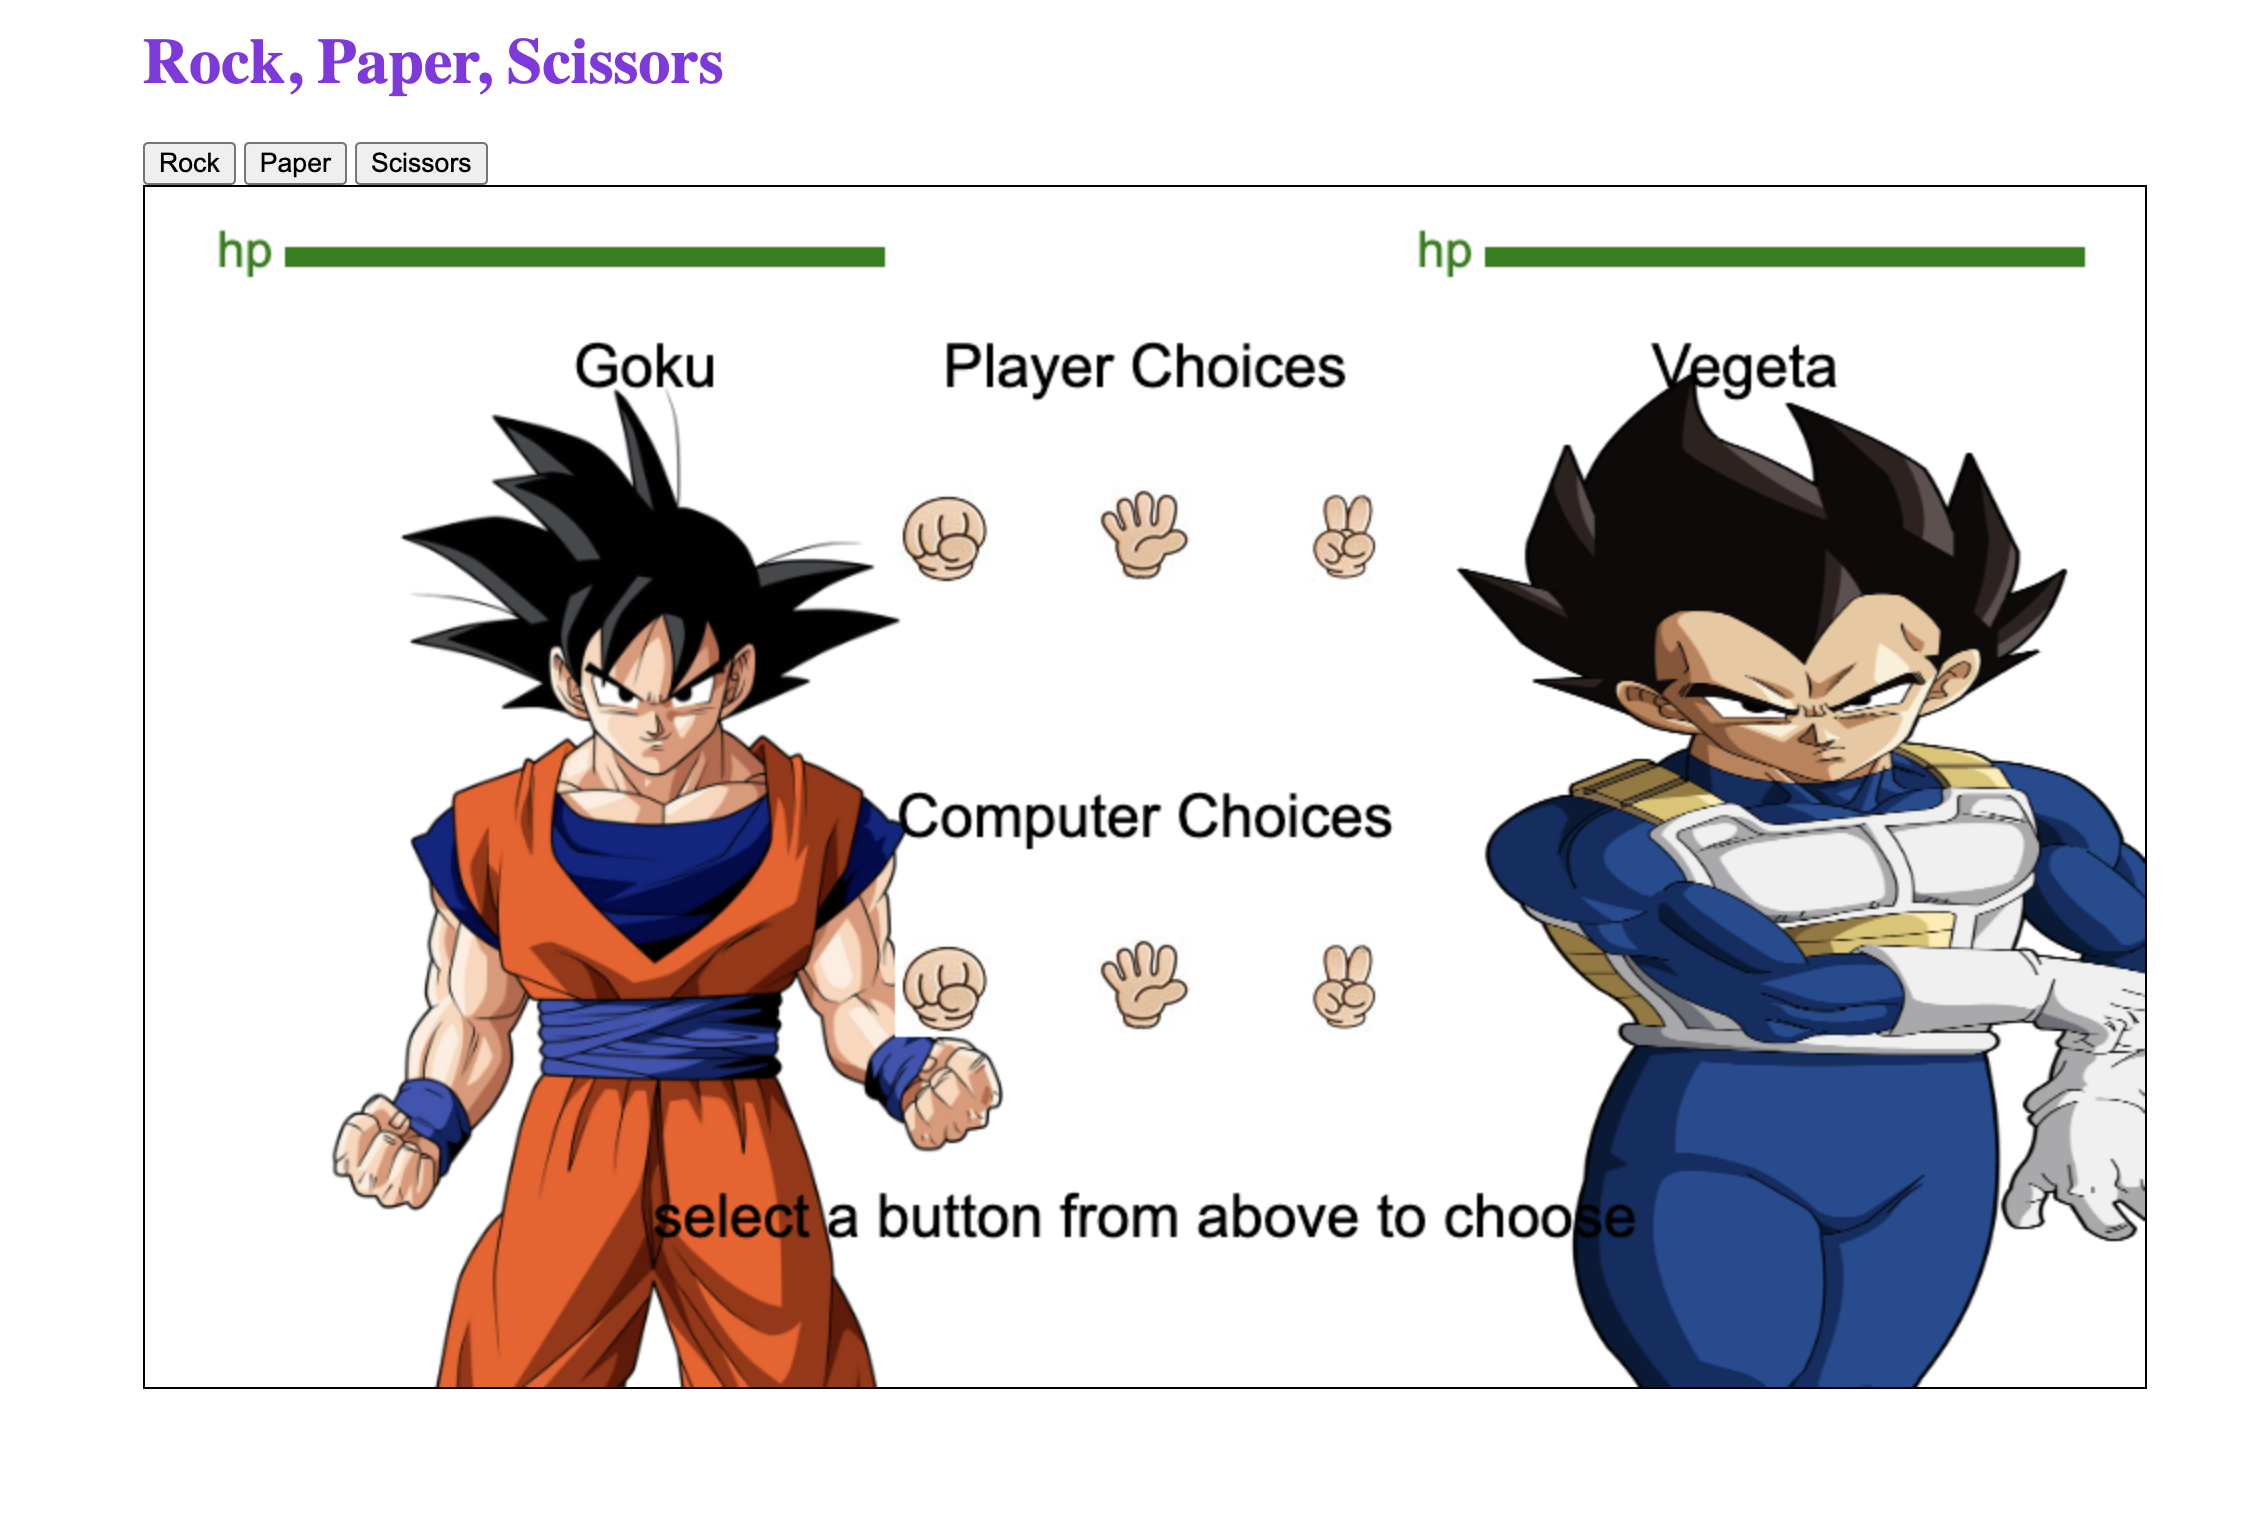 Rock, Paper, Scissors
Rock Paper Scissors
hp hp
Goku Player Choices Vegeta
Computer Choices
select a button from above to choose